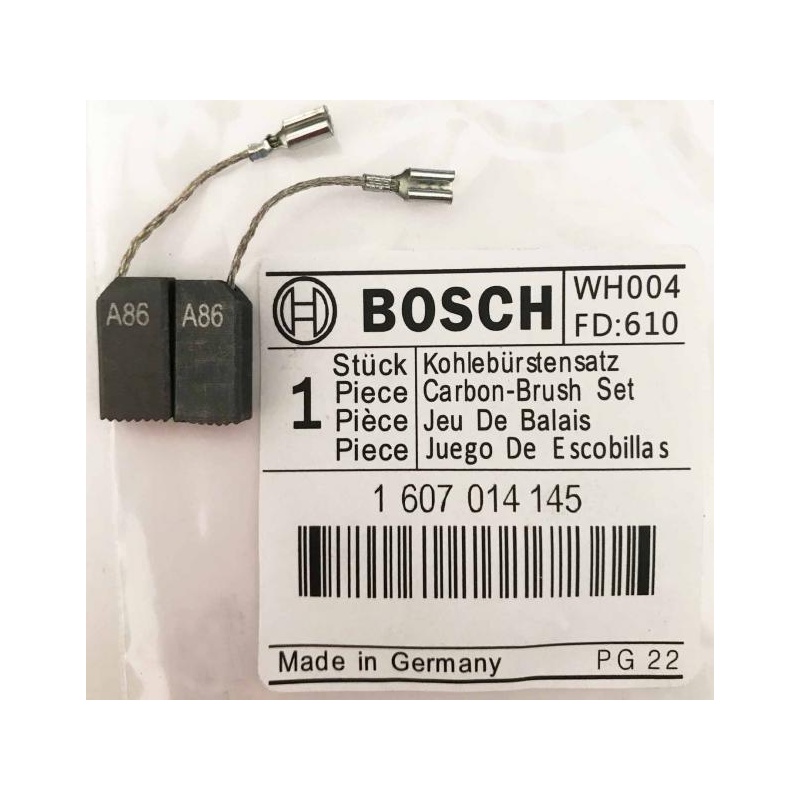 A86 A86
BOSCH
WH004
FD:610
1
Stück
Piece
Pièce
Piece
Kohlebürstensatz
Carbon-Brush Set
Jeu De Balais
Juego De Escobillas
1 607 014 145
Made in Germany
PG 22